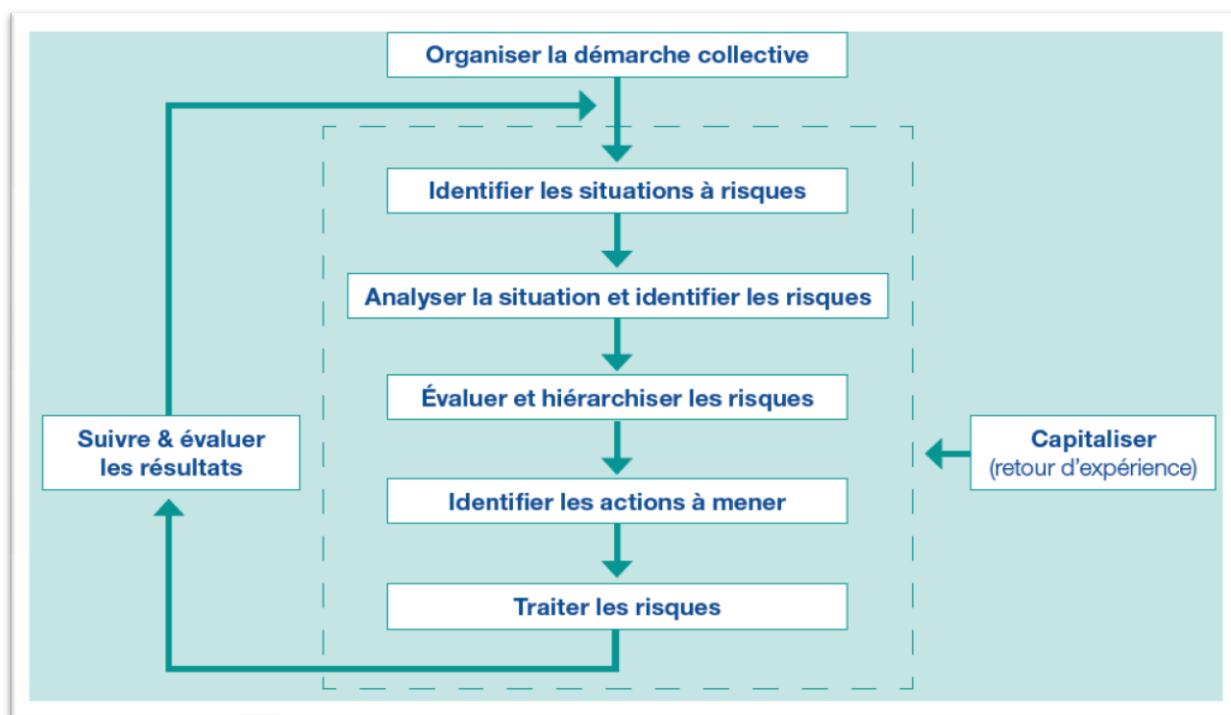 Organiser la démarche collective
Identifier les situations à risques
Analyser la situation et identifier les risques
Évaluer et hiérarchiser les risques
Suivre & évaluer
les résultats
Capitaliser
(retour d’expérience)
Identifier les actions à mener
Traiter les risques